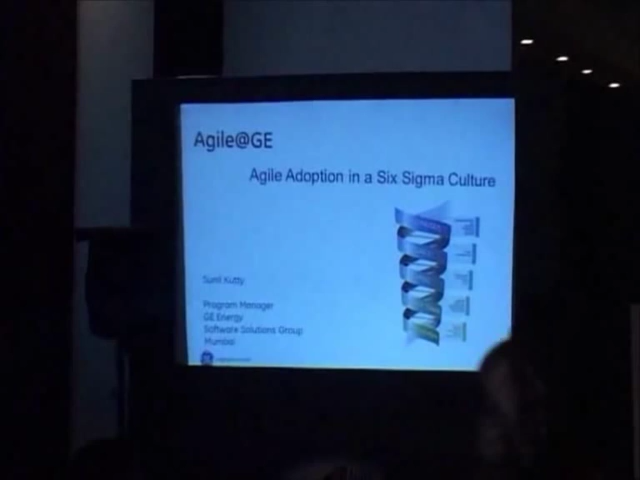 Agile@GE
Agile Adoption in a Six Sigma Culture
Sunil Kutty
Program Manager
GE Energy
Software Solutions Group
Mumbai